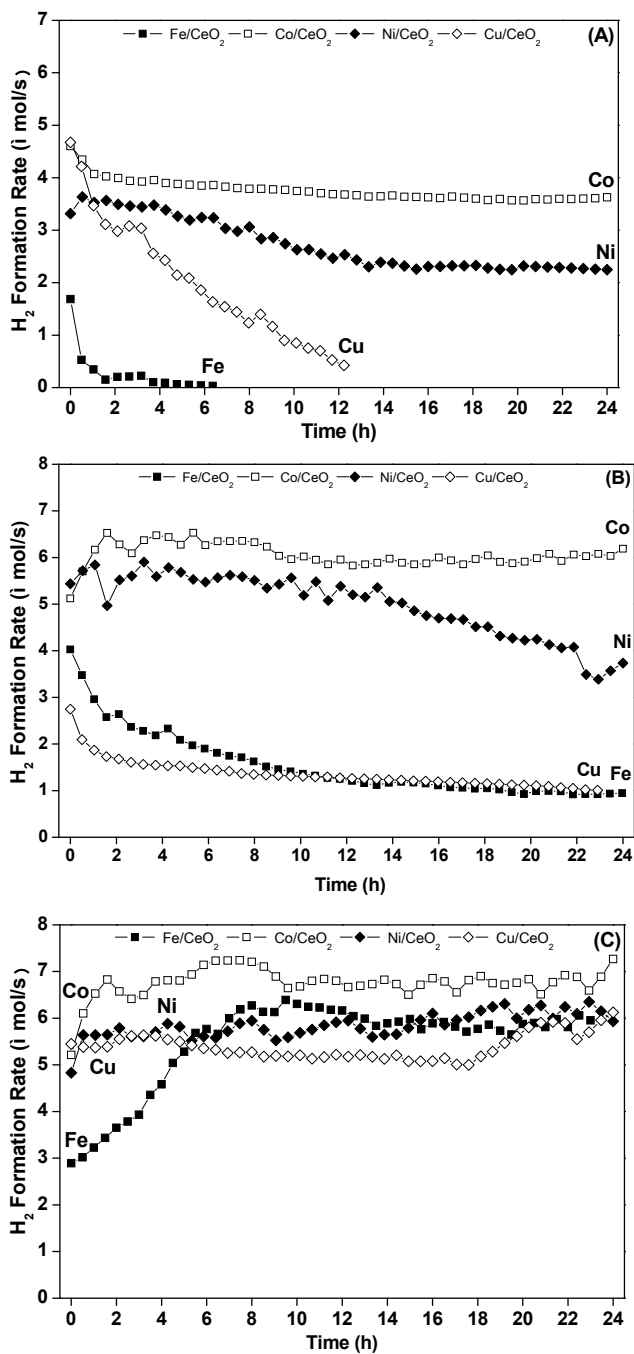 (A)
Fe/CeO₂ Co/CeO₂ Ni/CeO₂ Cu/CeO₂
H₂ Formation Rate (i mol/s)
7
6
5
4
3
2
1
0
Co
Ni
Cu
Fe
0 2 4 6 8 10 12 14 16 18 20 22 24
Time (h)
(B)
Fe/CeO₂ Co/CeO₂ Ni/CeO₂ Cu/CeO₂
H₂ Formation Rate (i mol/s)
8
7
6
5
4
3
2
1
0
Co
Ni
Cu Fe
0 2 4 6 8 10 12 14 16 18 20 22 24
Time (h)
(C)
Fe/CeO₂ Co/CeO₂ Ni/CeO₂ Cu/CeO₂
H₂ Formation Rate (i mol/s)
8
7
6
5
4
3
2
1
0
Co
Ni
Cu
Fe
0 2 4 6 8 10 12 14 16 18 20 22 24
Time (h)